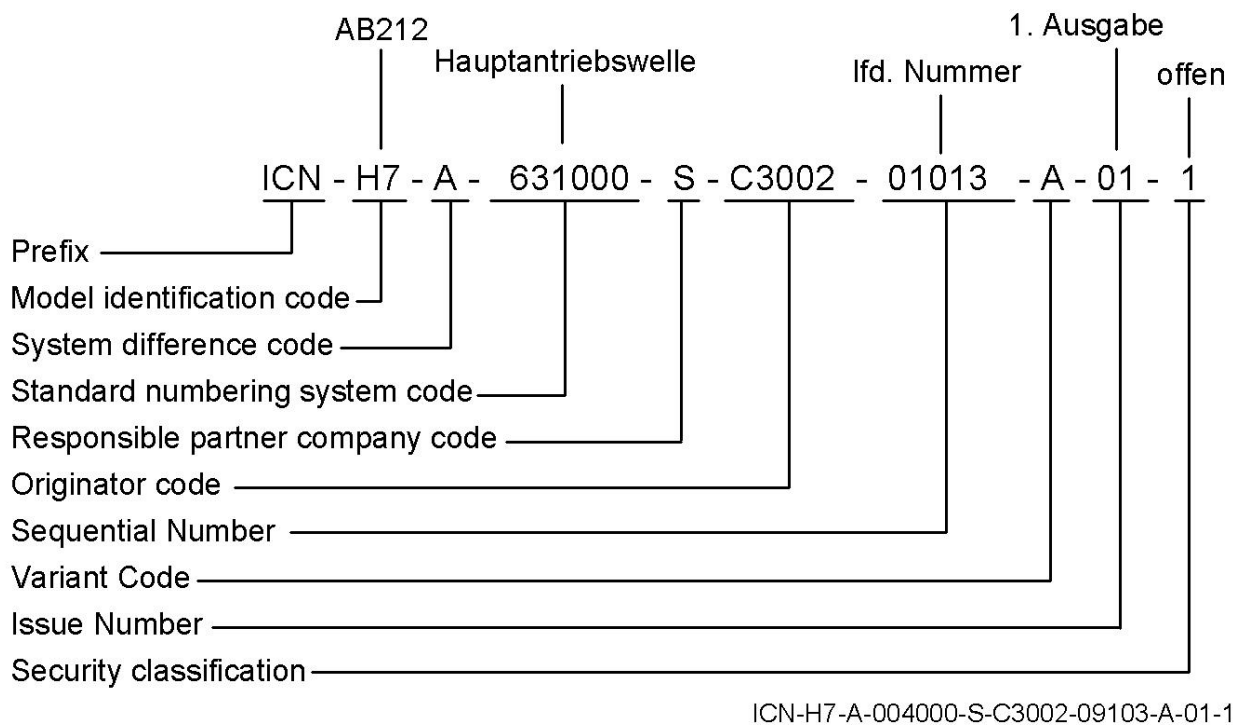 AB212
Hauptantriebswelle
lfd. Nummer
1. Ausgabe
offen
ICN - H7 - A - 631000 - S - C3002 - 01013 - A - 01 - 1
Prefix
Model identification code
System difference code
Standard numbering system code
Responsible partner company code
Originator code
Sequential Number
Variant Code
Issue Number
Security classification
ICN-H7-A-004000-S-C3002-09103-A-01-1